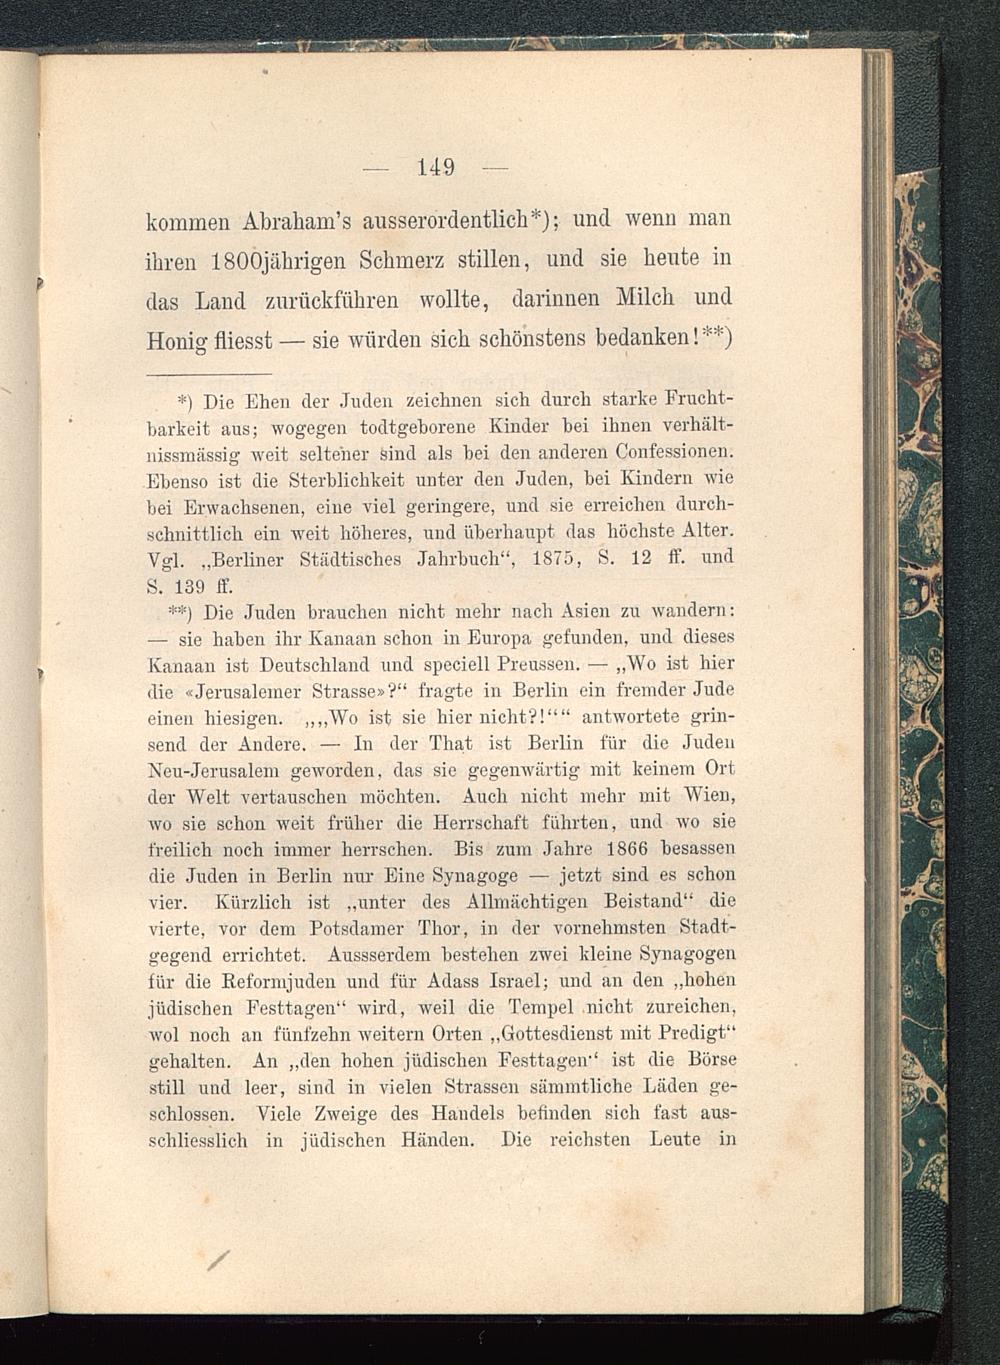 — 149 —
kommen Abraham's ausserordentlich*); und wenn man
ihren 1800jährigen Schmerz stillen, und sie heute in
das Land zurückführen wollte, darinnen Milch und
Honig fliesst — sie würden sich schönstens bedanken!**)
*) Die Ehen der Juden zeichnen sich durch starke Frucht-
barkeit aus; wogegen todtgeborene Kinder bei ihnen verhält-
nissmässig weit seltener sind als bei den anderen Confessionen.
Ebenso ist die Sterblichkeit unter den Juden, bei Kindern wie
bei Erwachsenen, eine viel geringere, und sie erreichen durch-
schnittlich ein weit höheres, und überhaupt das höchste Alter.
Vgl. „Berliner Städtisches Jahrbuch“, 1875, S. 12 ff. und
S. 139 ff.
**) Die Juden brauchen nicht mehr nach Asien zu wandern:
— sie haben ihr Kanaan schon in Europa gefunden, und dieses
Kanaan ist Deutschland und speciell Preussen. — „Wo ist hier
die «Jerusalemer Strasse»?“ fragte in Berlin ein fremder Jude
einen hiesigen. „„Wo ist sie hier nicht?!““ antwortete grin-
send der Andere. — In der That ist Berlin für die Juden
Neu-Jerusalem geworden, das sie gegenwärtig mit keinem Ort
der Welt vertauschen möchten. Auch nicht mehr mit Wien,
wo sie schon weit früher die Herrschaft führten, und wo sie
freilich noch immer herrschen. Bis zum Jahre 1866 besassen
die Juden in Berlin nur Eine Synagoge — jetzt sind es schon
vier. Kürzlich ist „unter des Allmächtigen Beistand“ die
vierte, vor dem Potsdamer Thor, in der vornehmsten Stadt-
gegend errichtet. Aussserdem bestehen zwei kleine Synagogen
für die Reformjuden und für Adass Israel; und an den „hohen
jüdischen Festtagen“ wird, weil die Tempel nicht zureichen,
wol noch an fünfzehn weitern Orten „Gottesdienst mit Predigt“
gehalten. An „den hohen jüdischen Festtagen“ ist die Börse
still und leer, sind in vielen Strassen sämmtliche Läden ge-
schlossen. Viele Zweige des Handels befinden sich fast aus-
schliesslich in jüdischen Händen. Die reichsten Leute in